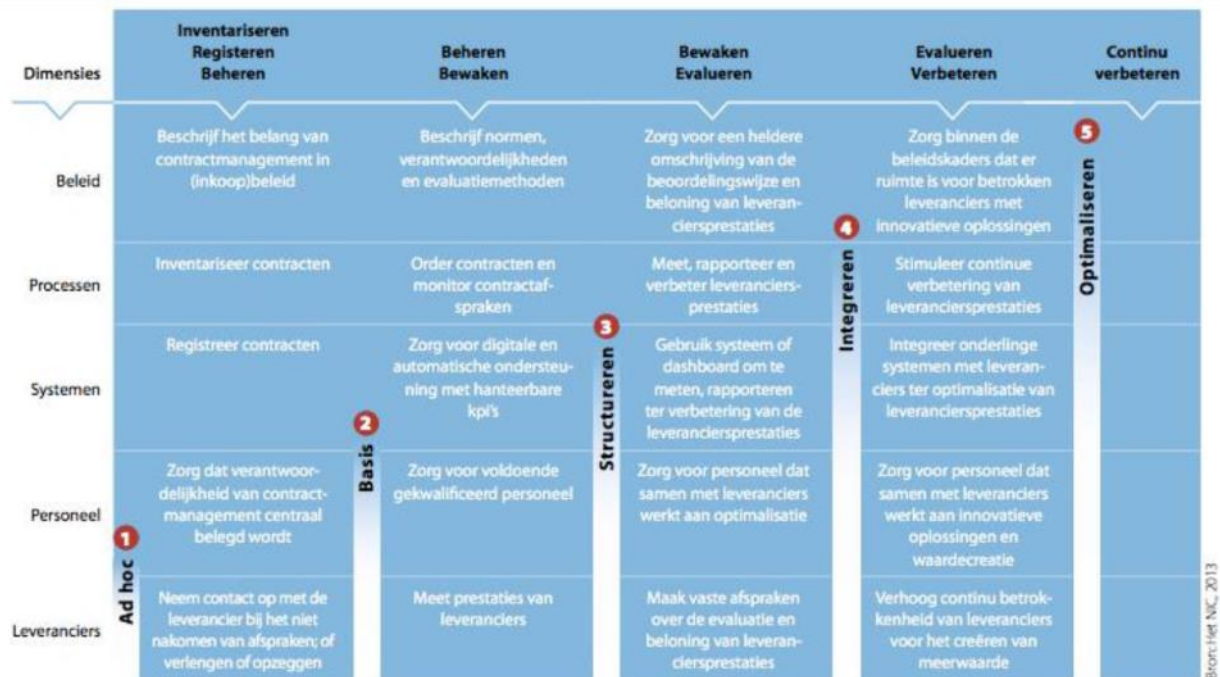 Dimensies
Inventariseren
Registeren
Beheren
Beheren
Bewaken
Bewaken
Evalueren
Evalueren
Verbeteren
Continu
verbeteren
Beleid
Beschrijf het belang van
contractmanagement in
(inkoop)beleid
Beschrijf normen,
verantwoordelijkheden
en evaluatiemethoden
Zorg voor een heldere
omschrijving van de
beoordelingswijze en
beloning van leveran-
ciersprestaties
Zorg binnen de
beleidskaders dat er
ruimte is voor betrokken
leveranciers met
innovatieve oplossingen
Processen
Inventariseer contracten
Order contracten en
monitor contractaf-
spraken
Meet, rapporteer en
verbeter leveranciers-
prestaties
Stimuleer continue
verbetering van
leveranciersprestaties
Systemen
Registreer contracten
Zorg voor digitale en
automatische ondersteu-
ning met hanteerbare
kpi's
Gebruik systeem of
dashboard om te
meten, rapporteren
ter verbetering van de
leveranciersprestaties
Integreer onderlinge
systemen met leveran-
ciers ter optimalisatie van
leveranciersprestaties
Personeel
Zorg dat verantwoor-
delijkheid van contract-
management centraal
belegd wordt
Zorg voor voldoende
gekwalificeerd personeel
Zorg voor personeel dat
samen met leveranciers
werkt aan optimalisatie
Zorg voor personeel dat
samen met leveranciers
werkt aan innovatieve
oplossingen en
waardecreatie
Leveranciers
Neem contact op met de
leverancier bij het niet
nakomen van afspraken; of
verlengen of opzeggen
Meet prestaties van
leveranciers
Maak vaste afspraken
over de evaluatie en
beloning van leveran-
ciersprestaties
Verhoog continu betrok-
kenheid van leveranciers
voor het creëren van
meerwaarde
1
Ad hoc
2
Basis
3
Structureren
4
Integreren
5
Optimaliseren
Bron: Het NIC, 2013